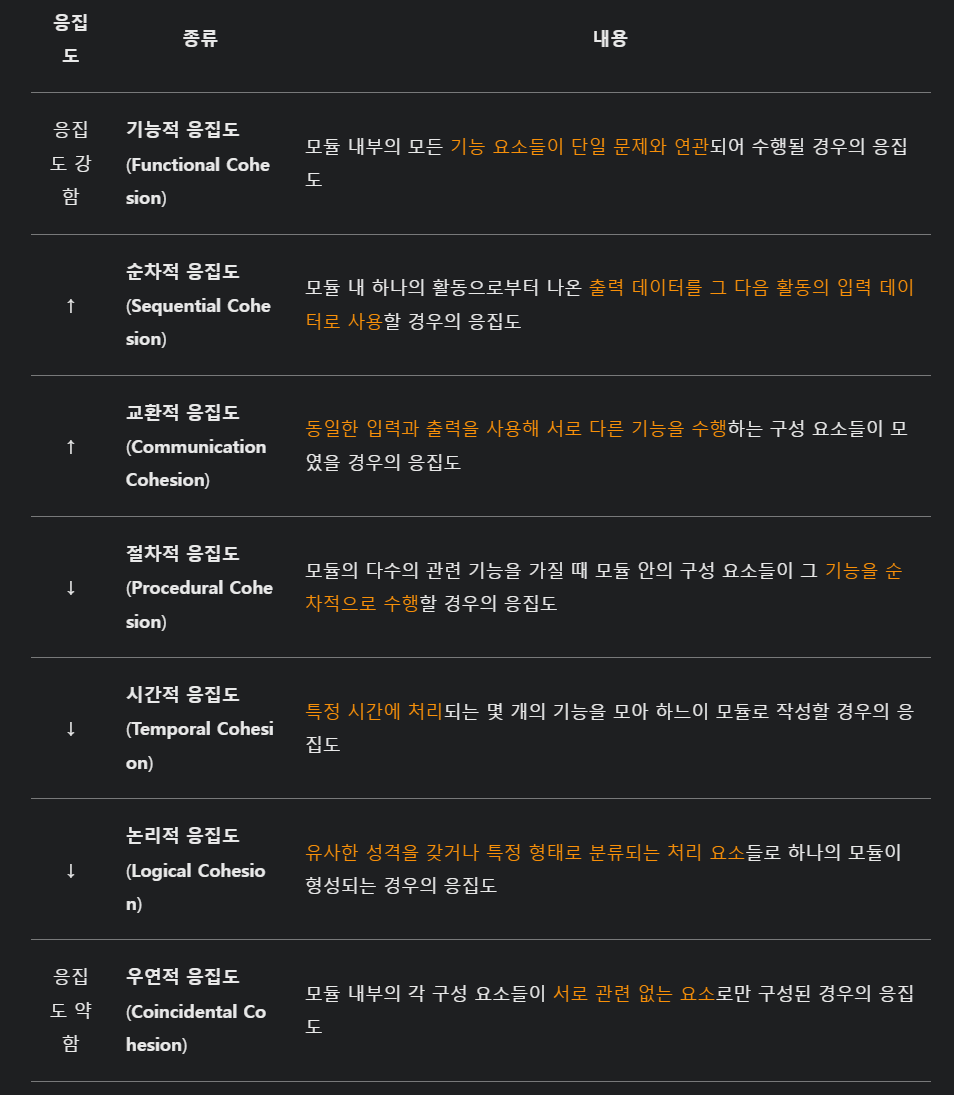 응집
도
종류
내용
응집
도 강
함
기능적 응집도
(Functional Cohe
sion)
모듈 내부의 모든 기능 요소들이 단일 문제와 연관되어 수행될 경우의 응집
도
↑
순차적 응집도
(Sequential Cohe
sion)
모듈 내 하나의 활동으로부터 나온 출력 데이터를 그 다음 활동의 입력 데이
터로 사용할 경우의 응집도
↑
교환적 응집도
(Communication
Cohesion)
동일한 입력과 출력을 사용해 서로 다른 기능을 수행하는 구성 요소들이 모
였을 경우의 응집도
↓
절차적 응집도
(Procedural Cohe
sion)
모듈의 다수의 관련 기능을 가질 때 모듈 안의 구성 요소들이 그 기능을 순
차적으로 수행할 경우의 응집도
↓
시간적 응집도
(Temporal Cohesi
on)
특정 시간에 처리되는 몇 개의 기능을 모아 하느이 모듈로 작성할 경우의 응
집도
↓
논리적 응집도
(Logical Cohesio
n)
유사한 성격을 갖거나 특정 형태로 분류되는 처리 요소들로 하나의 모듈이
형성되는 경우의 응집도
응집
도 약
함
우연적 응집도
(Coincidental Co
hesion)
모듈 내부의 각 구성 요소들이 서로 관련 없는 요소로만 구성된 경우의 응집
도